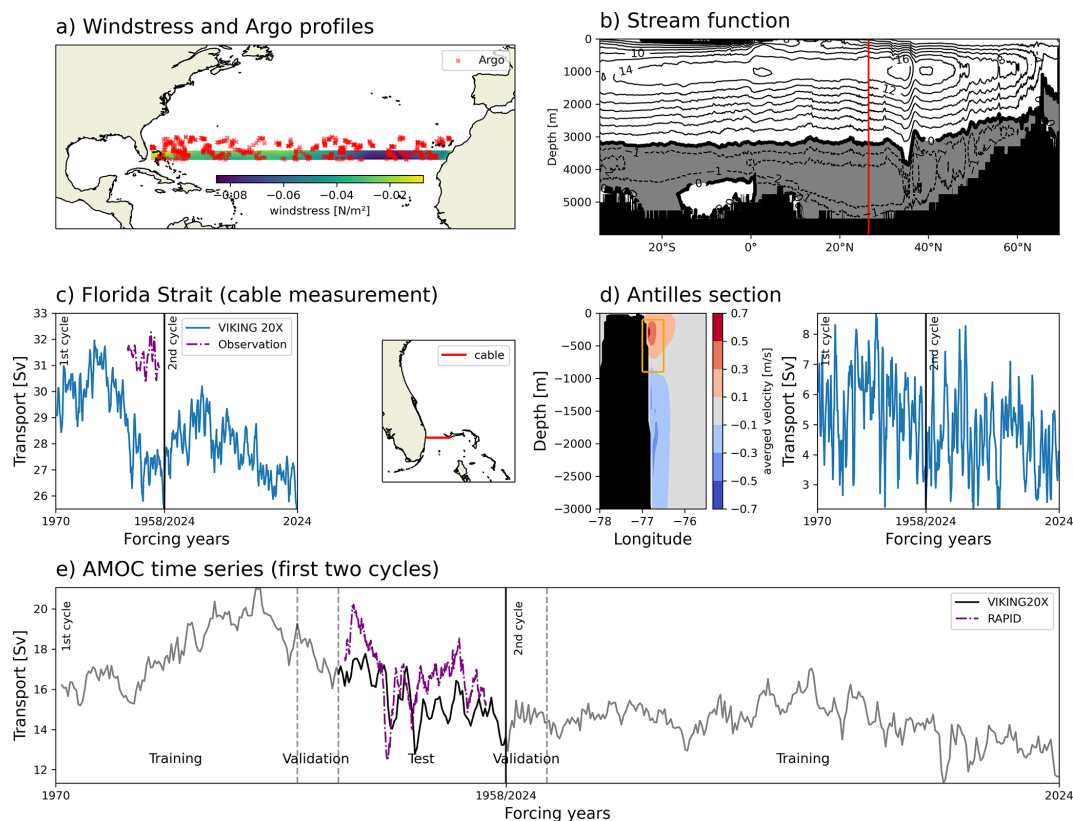 a) Windstress and Argo profiles
Argo
−0.08 −0.06 −0.04 −0.02
windstress [N/m²]
b) Stream function
0
1000
2000
3000
4000
5000
Depth [m]
10
14
16
12
20°S 0° 20°N 40°N 60°N
c) Florida Strait (cable measurement)
33
32
31
30
29
28
27
26
Transport [Sv]
1st cycle
2nd cycle
VIKING 20X
Observation
1970 1958/2024 2024
Forcing years
cable
d) Antilles section
0
−500
−1000
−1500
−2000
−2500
−3000
Depth [m]
−78 −77 −76
Longitude
0.7
0.5
0.3
0.1
−0.1
−0.3
−0.5
−0.7
averged velocity [m/s]
8
7
6
5
4
3
Transport [Sv]
1st cycle
2nd cycle
1970 1958/2024 2024
Forcing years
e) AMOC time series (first two cycles)
20
18
16
14
12
Transport [Sv]
1st cycle
2nd cycle
VIKING20X
RAPID
Training Validation Test Validation Training
1970 1958/2024 2024
Forcing years